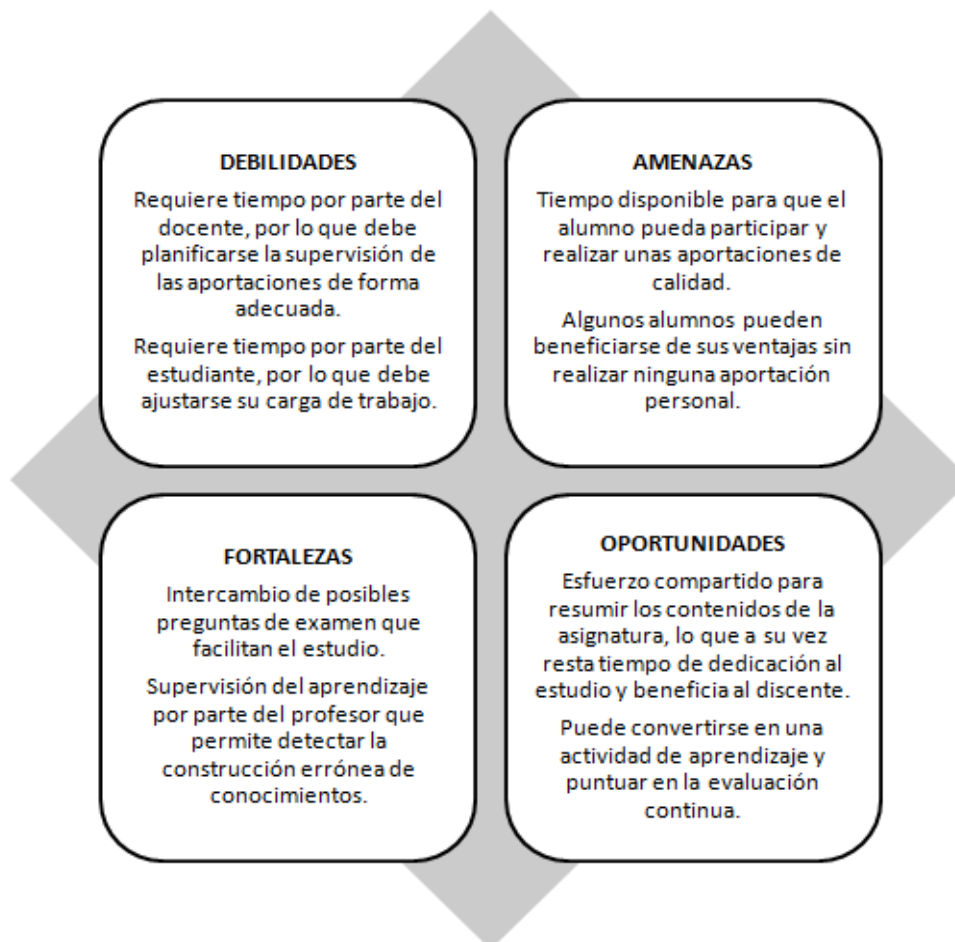 DEBILIDADES
Requiere tiempo por parte del
docente, por lo que debe
planificarse la supervisión de
las aportaciones de forma
adecuada.
Requiere tiempo por parte del
estudiante, por lo que debe
ajustarse su carga de trabajo.
AMENAZAS
Tiempo disponible para que el
alumno pueda participar y
realizar unas aportaciones de
calidad.
Algunos alumnos pueden
beneficiarse de sus ventajas sin
realizar ninguna aportación
personal.
FORTALEZAS
Intercambio de posibles
preguntas de examen que
facilitan el estudio.
Supervisión del aprendizaje
por parte del profesor que
permite detectar la
construcción errónea de
conocimientos.
OPORTUNIDADES
Esfuerzo compartido para
resumir los contenidos de la
asignatura, lo que a su vez
resta tiempo de dedicación al
estudio y beneficia al discente.
Puede convertirse en una
actividad de aprendizaje y
puntuar en la evaluación
continua.